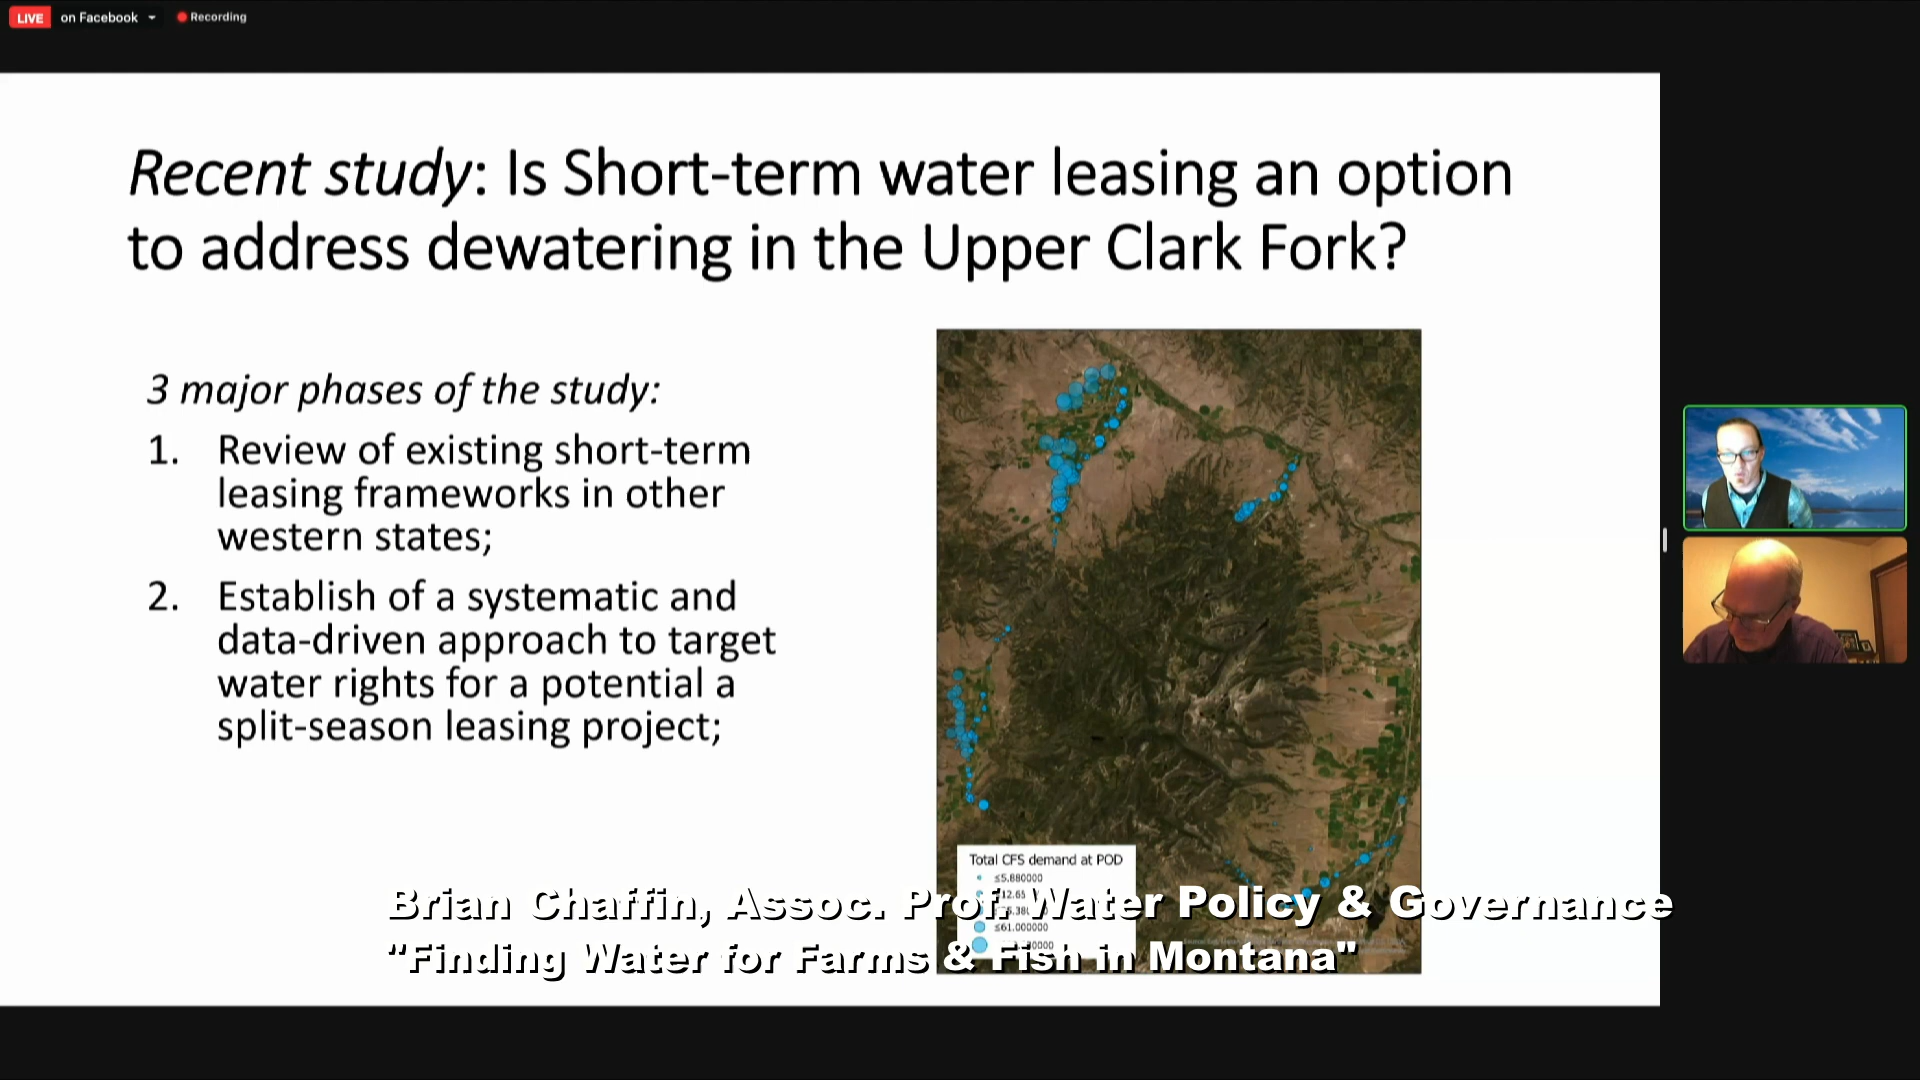 LIVE on Facebook Recording
Recent study: Is Short-term water leasing an option
to address dewatering in the Upper Clark Fork?
3 major phases of the study:
1. Review of existing short-term
leasing frameworks in other
western states;
2. Establish of a systematic and
data-driven approach to target
water rights for a potential a
split-season leasing project;
Total CFS demand at POD
≤5.880000
≤61.000000
Brian Chaffin, Assoc. Prof. Water Policy & Governance
"Finding Water for Farms & Fish in Montana"